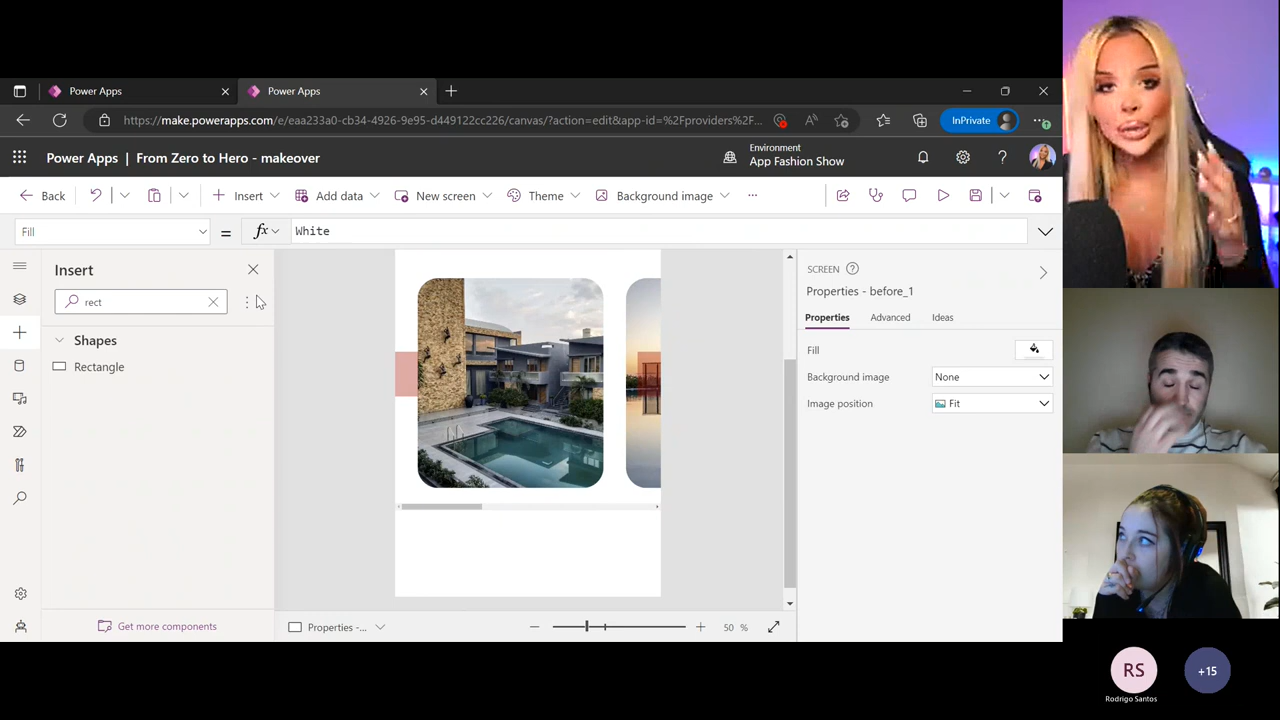 Power Apps
Power Apps
https://make.powerapps.com/e/eaa233a0-cb34-4926-9e95-d449122cc226/canvas/?action=edit&app-id=%2Fproviders%2F...
InPrivate
Power Apps | From Zero to Hero - makeover
Environment
App Fashion Show
Back
Insert
Add data
New screen
Theme
Background image
...
Fill
=
fx
White
Insert
rect
Shapes
Rectangle
Get more components
Properties -...
50 %
SCREEN
Properties - before_1
Properties
Advanced
Ideas
Fill
Background image
None
Image position
Fit
RS
Rodrigo Santos
+15